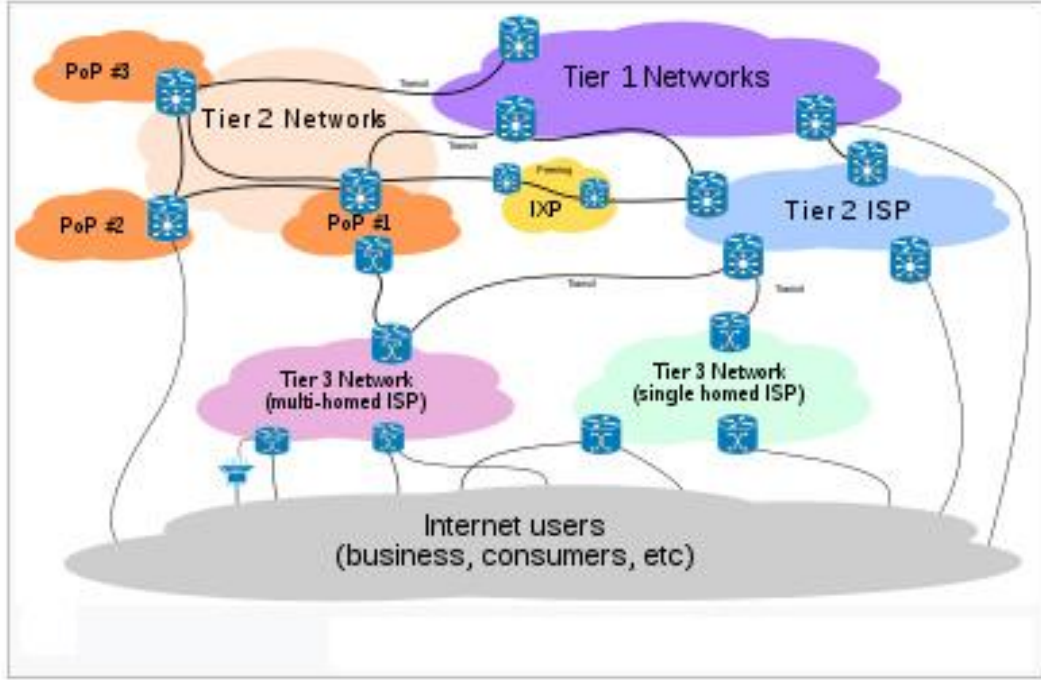 PoP #3
Transit
Tier 1 Networks
Tier 2 Networks
Transit
Peering
IXP
Tier 2 ISP
PoP #2
PoP #1
Transit
Transit
Tier 3 Network
(multi-homed ISP)
Tier 3 Network
(single homed ISP)
Internet users
(business, consumers, etc)